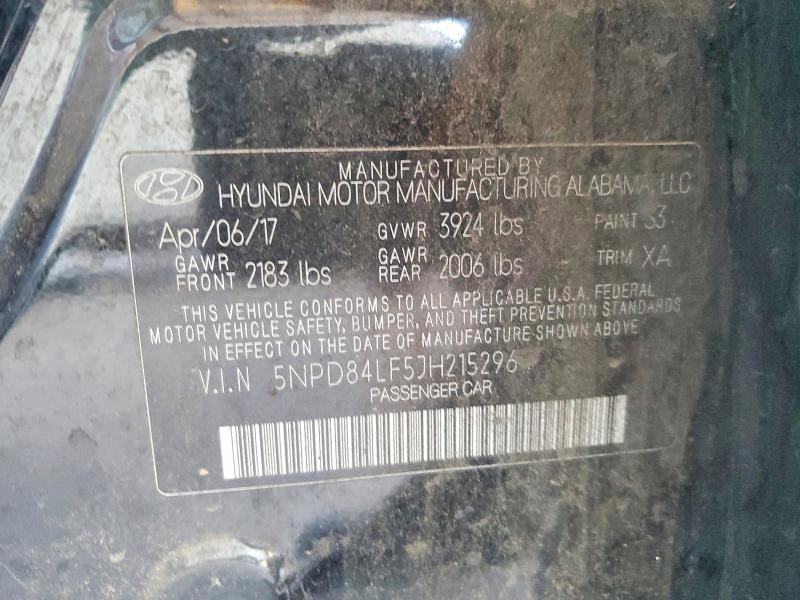 MANUFACTURED BY
HYUNDAI MOTOR MANUFACTURING ALABAMA, LLC
Apr/06/17 GVWR 3924 lbs PAINT S3
GAWR FRONT 2183 lbs GAWR REAR 2006 lbs TRIM XA
THIS VEHICLE CONFORMS TO ALL APPLICABLE U.S.A. FEDERAL
MOTOR VEHICLE SAFETY, BUMPER, AND THEFT PREVENTION STANDARDS
IN EFFECT ON THE DATE OF MANUFACTURE SHOWN ABOVE
V.I.N 5NPD84LF5JH215296
PASSENGER CAR